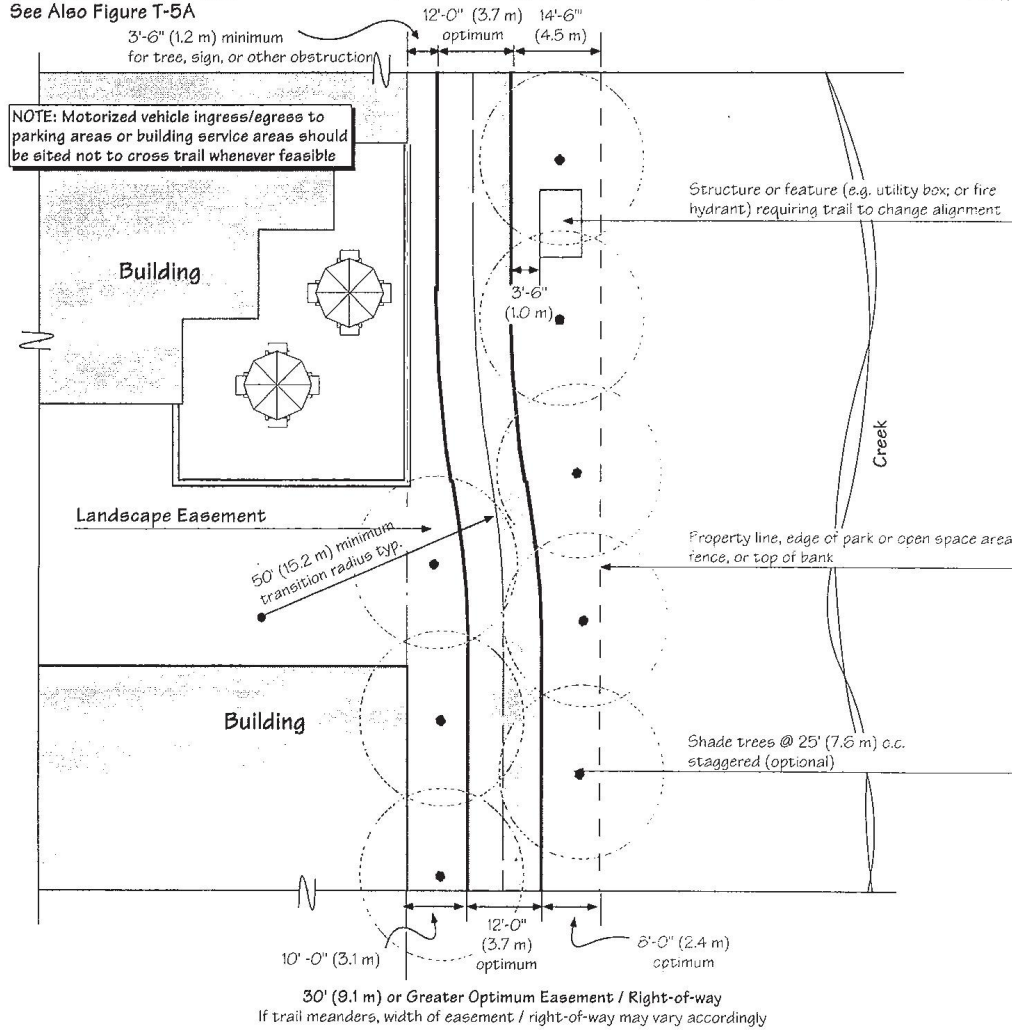 See Also Figure T-5A
12'-0" (3.7 m)
optimum
14'-6"
(4.5 m)
3'-6" (1.2 m) minimum
for tree, sign, or other obstruction
NOTE: Motorized vehicle ingress/egress to
parking areas or building service areas should
be sited not to cross trail whenever feasible
Structure or feature (e.g. utility box; or fire
hydrant) requiring trail to change alignment
Building
3'-6"
(1.0 m)
Creek
Landscape Easement
50' (15.2 m) minimum
transition radius typ.
Property line, edge of park or open space area
fence, or top of bank
Building
Shade trees @ 25' (7.6 m) c.c.
staggered (optional)
10' -0" (3.1 m)
12'-0"
(3.7 m)
optimum
8'-0" (2.4 m)
optimum
30' (9.1 m) or Greater Optimum Easement / Right-of-way
If trail meanders, width of easement / right-of-way may vary accordingly